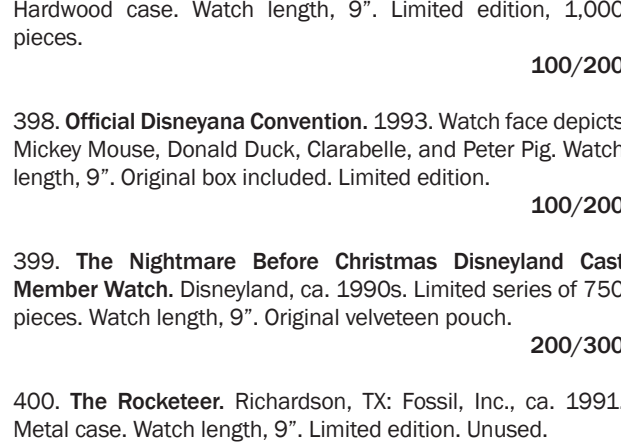 Hardwood case. Watch length, 9”. Limited edition, 1,000
pieces.
100/200
398. Official Disneyana Convention. 1993. Watch face depicts
Mickey Mouse, Donald Duck, Clarabelle, and Peter Pig. Watch
length, 9”. Original box included. Limited edition.
100/200
399. The Nightmare Before Christmas Disneyland Cast
Member Watch. Disneyland, ca. 1990s. Limited series of 750
pieces. Watch length, 9”. Original velveteen pouch.
200/300
400. The Rocketeer. Richardson, TX: Fossil, Inc., ca. 1991.
Metal case. Watch length, 9”. Limited edition. Unused.